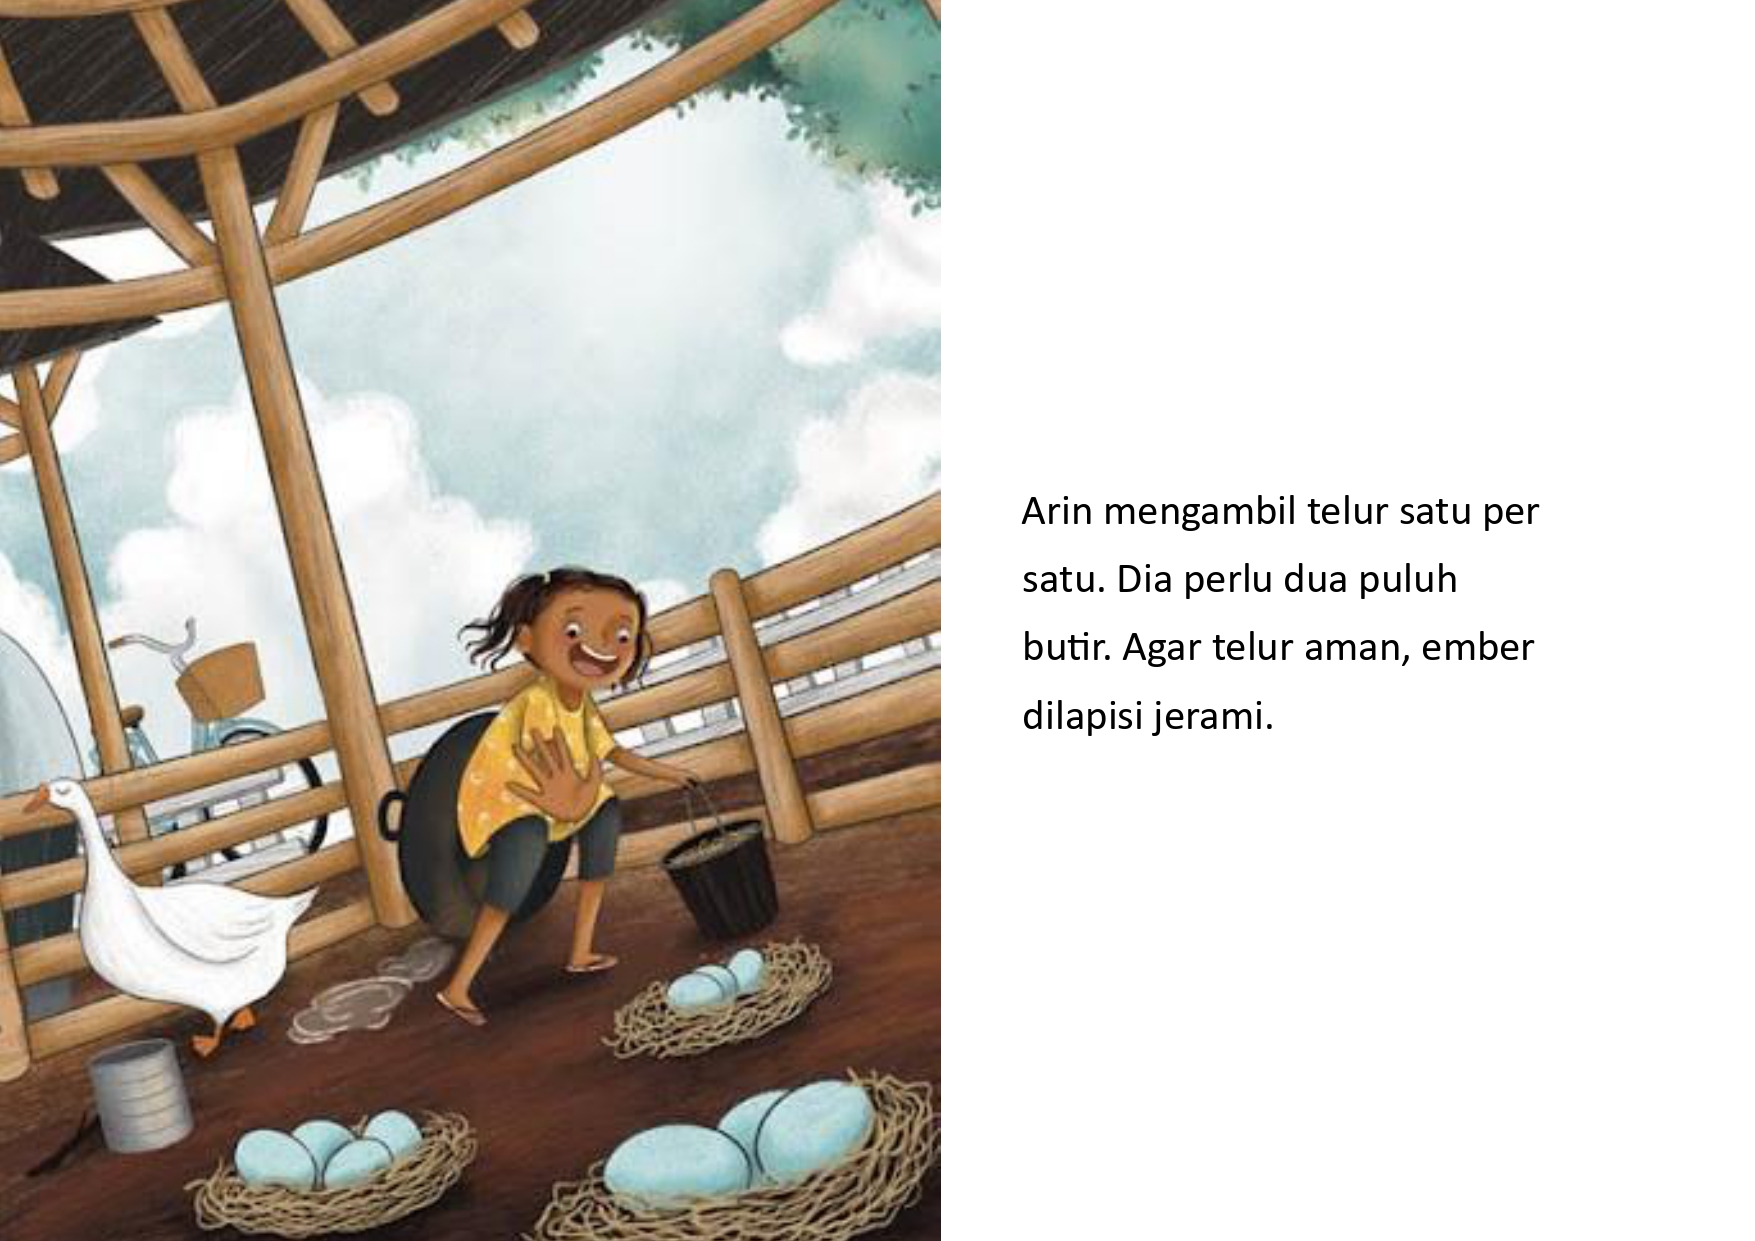 Arin mengambil telur satu per
satu. Dia perlu dua puluh
butir. Agar telur aman, ember
dilapisi jerami.